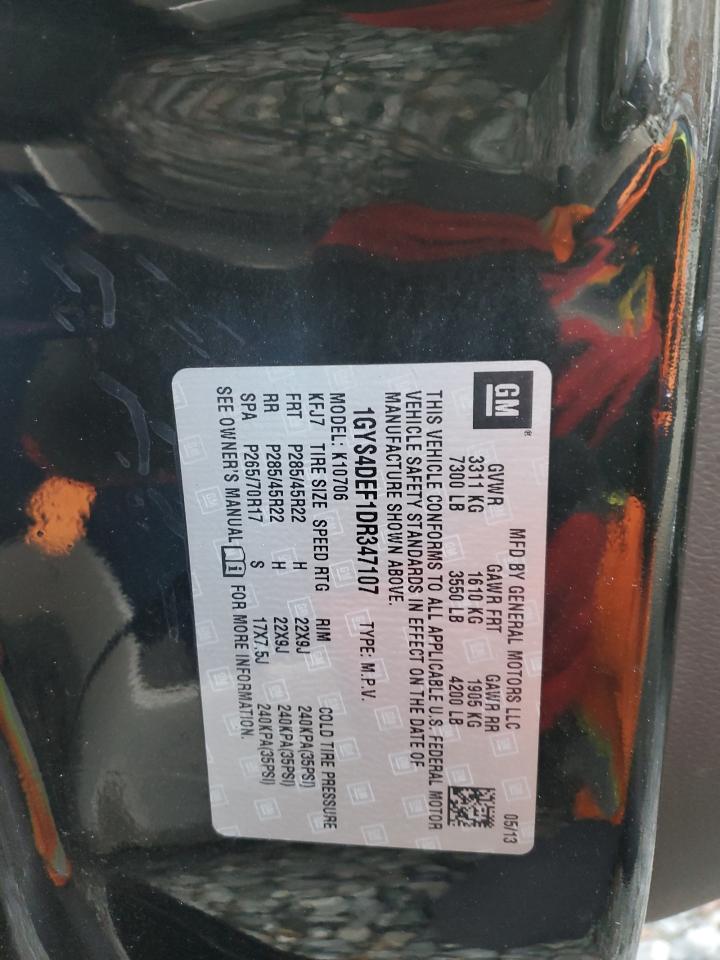 GM
®
MFD BY GENERAL MOTORS LLC 05/13
GVWR GAWR FRT GAWR RR
3311 KG 1610 KG 1905 KG
7300 LB 3550 LB 4200 LB
THIS VEHICLE CONFORMS TO ALL APPLICABLE U.S. FEDERAL MOTOR
VEHICLE SAFETY STANDARDS IN EFFECT ON THE DATE OF
MANUFACTURE SHOWN ABOVE.
1GYS4DEF1DR347107 TYPE: M.P.V.
MODEL: K10706
KFJ7 TIRE SIZE SPEED RTG RIM COLD TIRE PRESSURE
FRT P285/45R22 H 22X9J 240KPA(35PSI)
RR P285/45R22 H 22X9J 240KPA(35PSI)
SPA P265/70R17 S 17X7.5J 240KPA(35PSI)
SEE OWNER'S MANUAL FOR MORE INFORMATION.